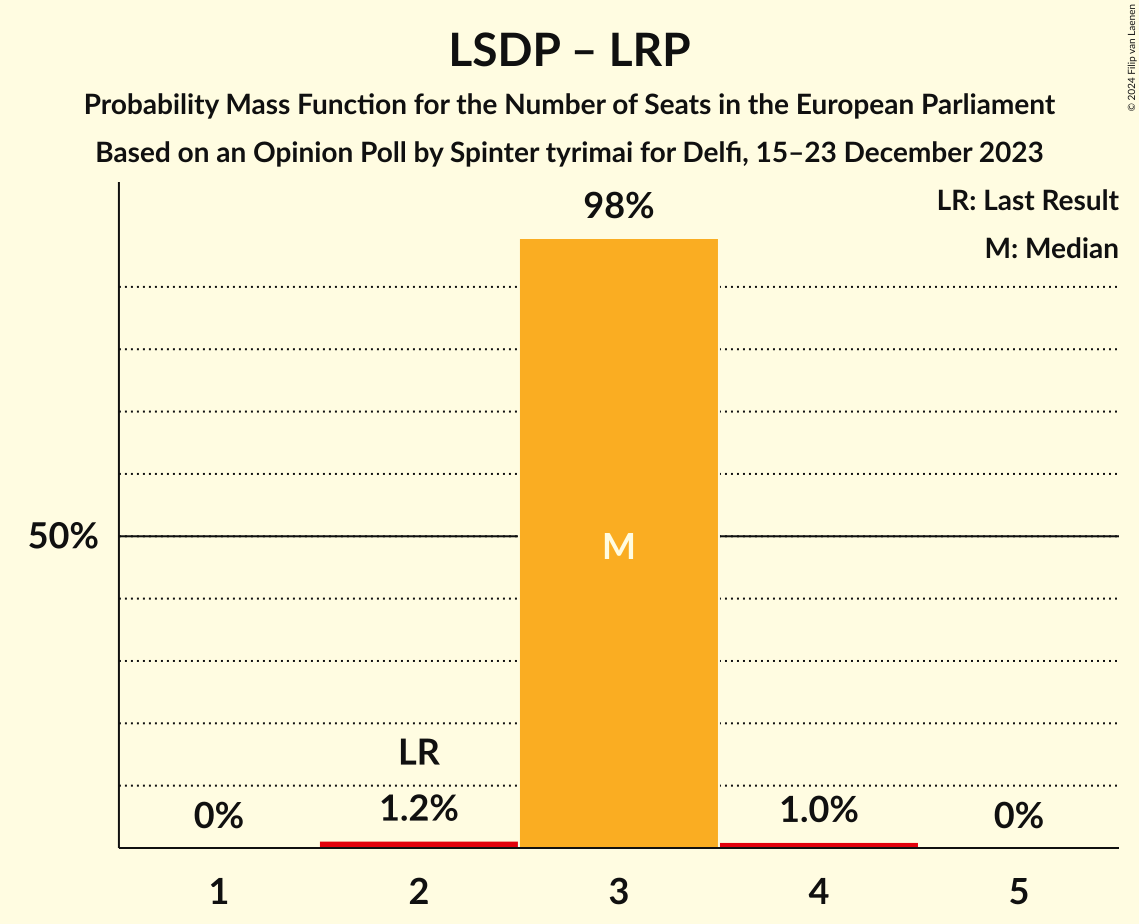 LSDP – LRP
Probability Mass Function for the Number of Seats in the European Parliament
Based on an Opinion Poll by Spinter tyrimai for Delfi, 15–23 December 2023
© 2024 Filip van Laenen
LR: Last Result
M: Median
98%
50%
M
LR
0%
1.2%
1.0%
0%
1
2
3
4
5